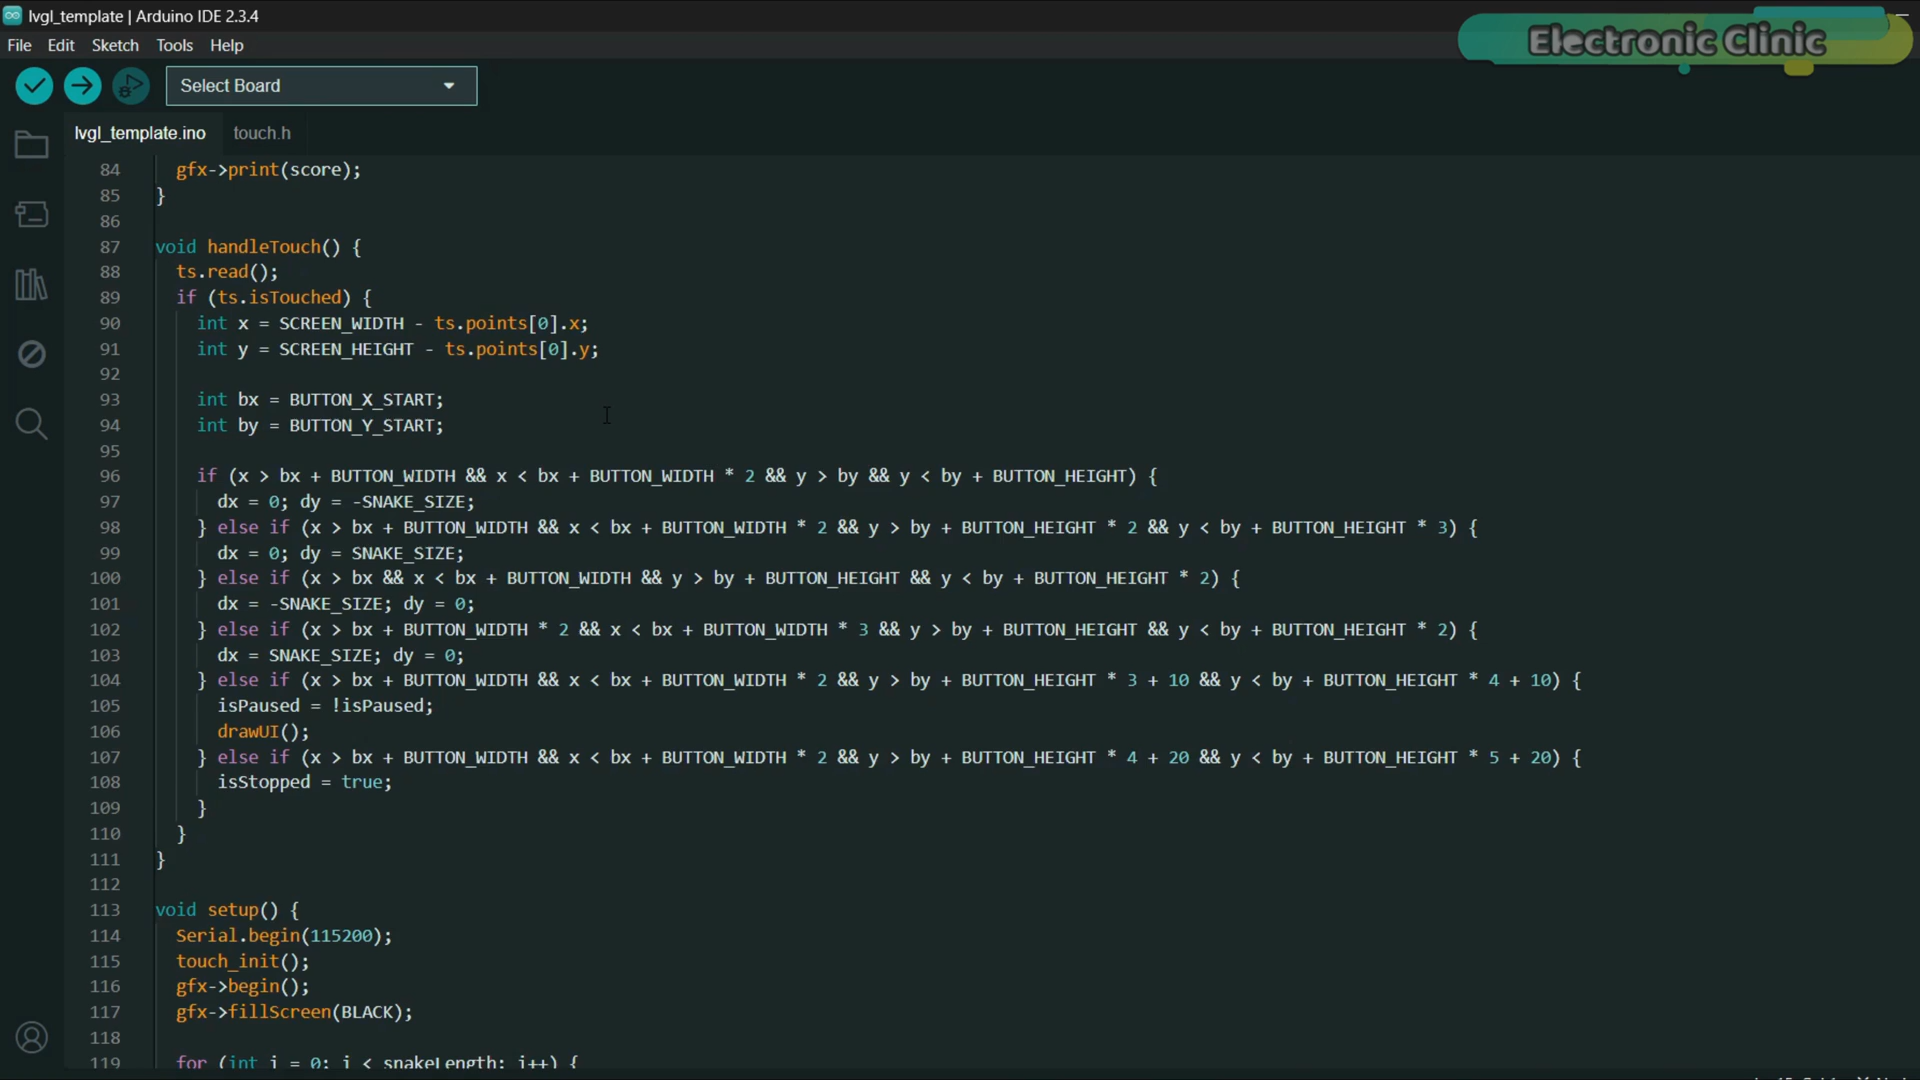 lvgl_template | Arduino IDE 2.3.4
File Edit Sketch Tools Help
Electronic Clinic
Select Board
lvgl_template.ino touch.h
84 gfx->print(score);
85 }
86
87 void handleTouch() {
88 ts.read();
89 if (ts.isTouched) {
90 int x = SCREEN_WIDTH - ts.points[0].x;
91 int y = SCREEN_HEIGHT - ts.points[0].y;
92
93 int bx = BUTTON_X_START;
94 int by = BUTTON_Y_START;
95
96 if (x > bx + BUTTON_WIDTH && x < bx + BUTTON_WIDTH * 2 && y > by && y < by + BUTTON_HEIGHT) {
97 dx = 0; dy = -SNAKE_SIZE;
98 } else if (x > bx + BUTTON_WIDTH && x < bx + BUTTON_WIDTH * 2 && y > by + BUTTON_HEIGHT * 2 && y < by + BUTTON_HEIGHT * 3) {
99 dx = 0; dy = SNAKE_SIZE;
100 } else if (x > bx && x < bx + BUTTON_WIDTH && y > by + BUTTON_HEIGHT && y < by + BUTTON_HEIGHT * 2) {
101 dx = -SNAKE_SIZE; dy = 0;
102 } else if (x > bx + BUTTON_WIDTH * 2 && x < bx + BUTTON_WIDTH * 3 && y > by + BUTTON_HEIGHT && y < by + BUTTON_HEIGHT * 2) {
103 dx = SNAKE_SIZE; dy = 0;
104 } else if (x > bx + BUTTON_WIDTH && x < bx + BUTTON_WIDTH * 2 && y > by + BUTTON_HEIGHT * 3 + 10 && y < by + BUTTON_HEIGHT * 4 + 10) {
105 isPaused = !isPaused;
106 drawUI();
107 } else if (x > bx + BUTTON_WIDTH && x < bx + BUTTON_WIDTH * 2 && y > by + BUTTON_HEIGHT * 4 + 20 && y < by + BUTTON_HEIGHT * 5 + 20) {
108 isStopped = true;
109 }
110 }
111 }
112
113 void setup() {
114 Serial.begin(115200);
115 touch_init();
116 gfx->begin();
117 gfx->fillScreen(BLACK);
118
119 for (int i = 0; i < snakeLength; i++) {